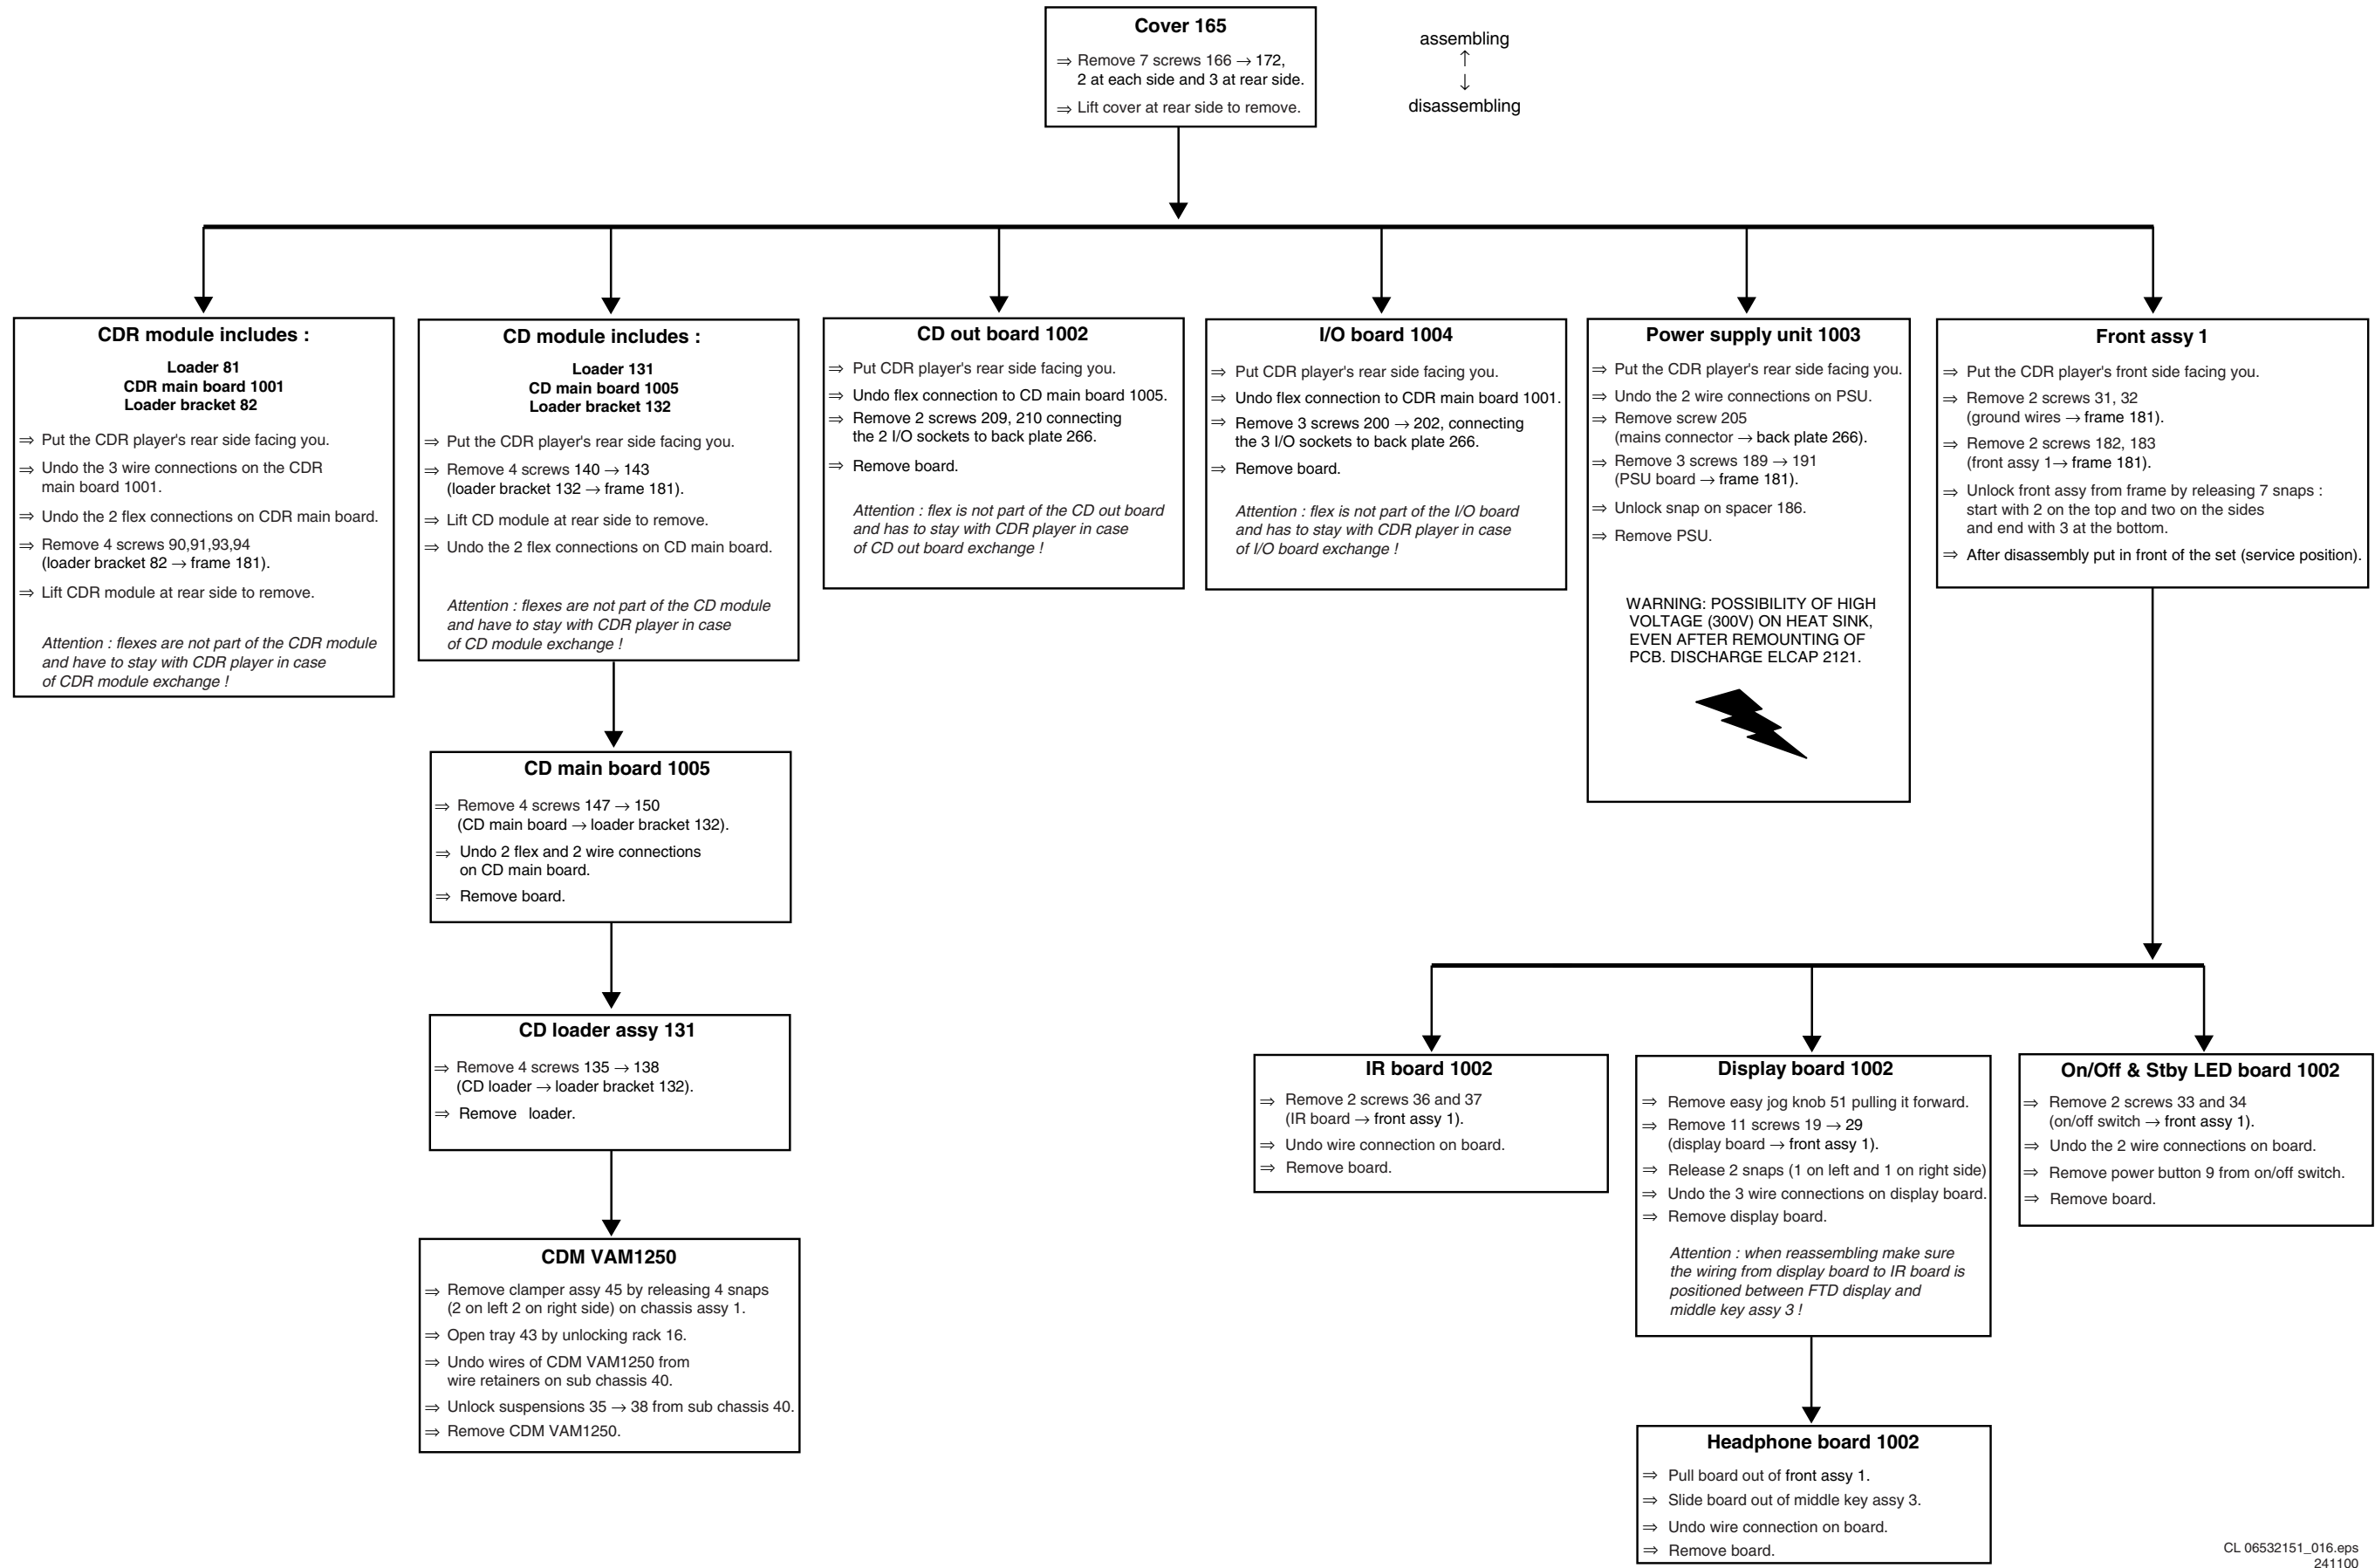 Cover 165
⇒ Remove 7 screws 166 → 172,
2 at each side and 3 at rear side.
⇒ Lift cover at rear side to remove.
assembling
↑
↓
disassembling
CDR module includes :
Loader 81
CDR main board 1001
Loader bracket 82
⇒ Put the CDR player's rear side facing you.
⇒ Undo the 3 wire connections on the CDR
main board 1001.
⇒ Undo the 2 flex connections on CDR main board.
⇒ Remove 4 screws 90,91,93,94
(loader bracket 82 → frame 181).
⇒ Lift CDR module at rear side to remove.
Attention : flexes are not part of the CDR module
and have to stay with CDR player in case
of CDR module exchange !
CD module includes :
Loader 131
CD main board 1005
Loader bracket 132
⇒ Put the CDR player's rear side facing you.
⇒ Remove 4 screws 140 → 143
(loader bracket 132 → frame 181).
⇒ Lift CD module at rear side to remove.
⇒ Undo the 2 flex connections on CD main board.
Attention : flexes are not part of the CD module
and have to stay with CDR player in case
of CD module exchange !
CD out board 1002
⇒ Put CDR player's rear side facing you.
⇒ Undo flex connection to CD main board 1005.
⇒ Remove 2 screws 209, 210 connecting
the 2 I/O sockets to back plate 266.
⇒ Remove board.
Attention : flex is not part of the CD out board
and has to stay with CDR player in case
of CD out board exchange !
I/O board 1004
⇒ Put CDR player's rear side facing you.
⇒ Undo flex connection to CDR main board 1001.
⇒ Remove 3 screws 200 → 202, connecting
the 3 I/O sockets to back plate 266.
⇒ Remove board.
Attention : flex is not part of the I/O board
and has to stay with CDR player in case
of I/O board exchange !
Power supply unit 1003
⇒ Put the CDR player's rear side facing you.
⇒ Undo the 2 wire connections on PSU.
⇒ Remove screw 205
(mains connector → back plate 266).
⇒ Remove 3 screws 189 → 191
(PSU board → frame 181).
⇒ Unlock snap on spacer 186.
⇒ Remove PSU.
WARNING: POSSIBILITY OF HIGH
VOLTAGE (300V) ON HEAT SINK,
EVEN AFTER REMOUNTING OF
PCB. DISCHARGE ELCAP 2121.
Front assy 1
⇒ Put the CDR player's front side facing you.
⇒ Remove 2 screws 31, 32
(ground wires → frame 181).
⇒ Remove 2 screws 182, 183
(front assy 1→ frame 181).
⇒ Unlock front assy from frame by releasing 7 snaps :
start with 2 on the top and two on the sides
and end with 3 at the bottom.
⇒ After disassembly put in front of the set (service position).
CD main board 1005
⇒ Remove 4 screws 147 → 150
(CD main board → loader bracket 132).
⇒ Undo 2 flex and 2 wire connections
on CD main board.
⇒ Remove board.
CD loader assy 131
⇒ Remove 4 screws 135 → 138
(CD loader → loader bracket 132).
⇒ Remove loader.
CDM VAM1250
⇒ Remove clamper assy 45 by releasing 4 snaps
(2 on left 2 on right side) on chassis assy 1.
⇒ Open tray 43 by unlocking rack 16.
⇒ Undo wires of CDM VAM1250 from
wire retainers on sub chassis 40.
⇒ Unlock suspensions 35 → 38 from sub chassis 40.
⇒ Remove CDM VAM1250.
IR board 1002
⇒ Remove 2 screws 36 and 37
(IR board → front assy 1).
⇒ Undo wire connection on board.
⇒ Remove board.
Display board 1002
⇒ Remove easy jog knob 51 pulling it forward.
⇒ Remove 11 screws 19 → 29
(display board → front assy 1).
⇒ Release 2 snaps (1 on left and 1 on right side)
⇒ Undo the 3 wire connections on display board.
⇒ Remove display board.
Attention : when reassembling make sure
the wiring from display board to IR board is
positioned between FTD display and
middle key assy 3 !
On/Off & Stby LED board 1002
⇒ Remove 2 screws 33 and 34
(on/off switch → front assy 1).
⇒ Undo the 2 wire connections on board.
⇒ Remove power button 9 from on/off switch.
⇒ Remove board.
Headphone board 1002
⇒ Pull board out of front assy 1.
⇒ Slide board out of middle key assy 3.
⇒ Undo wire connection on board.
⇒ Remove board.
CL 06532151_016.eps
241100